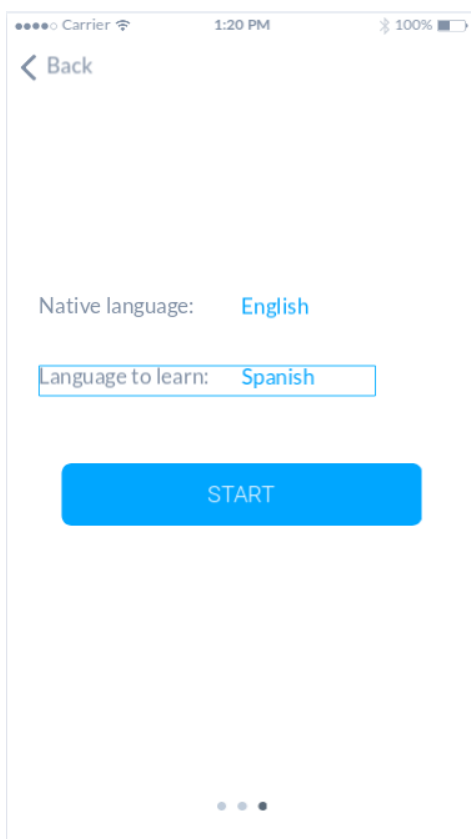 Carrier 1:20 PM 100%
Back
Native language: English
Language to learn: Spanish
START